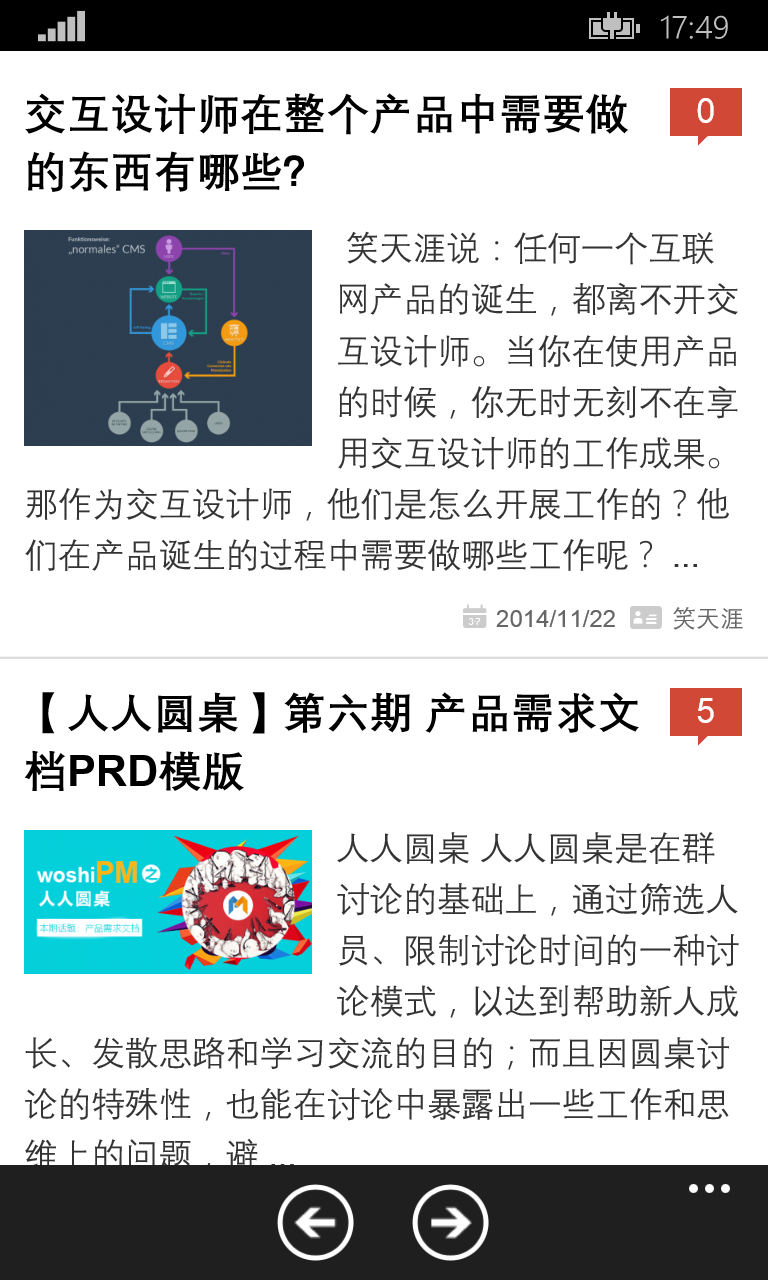 17:49
交互设计师在整个产品中需要做
的东西有哪些?
0
Funktionsweise:
„normales" CMS
WEBSITE
CMS
笑天涯说：任何一个互联
网产品的诞生，都离不开交
互设计师。当你在使用产品
的时候，你无时无刻不在享
用交互设计师的工作成果。
那作为交互设计师，他们是怎么开展工作的？他
们在产品诞生的过程中需要做哪些工作呢？ ...
2014/11/22 笑天涯
【人人圆桌】第六期 产品需求文
档PRD模版
5
woshiPM之
人人圆桌
本期话题：产品需求文档
人人圆桌 人人圆桌是在群
讨论的基础上，通过筛选人
员、限制讨论时间的一种讨
论模式，以达到帮助新人成
长、发散思路和学习交流的目的；而且因圆桌讨
论的特殊性，也能在讨论中暴露出一些工作和思
维上的问题，避 ...